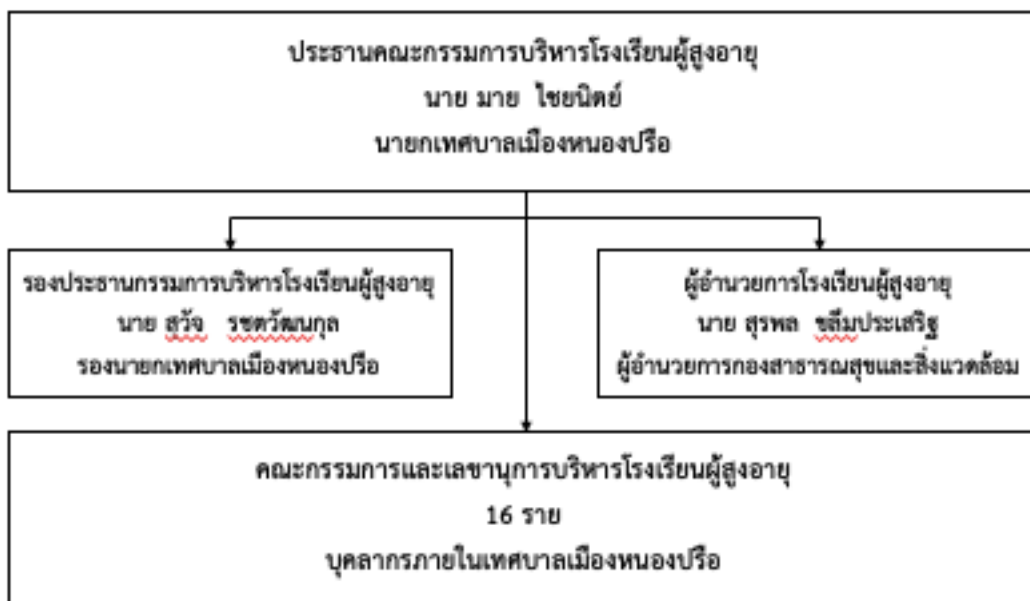 ประธานคณะกรรมการบริหารโรงเรียนผู้สูงอายุ
นาย มาย ไชยนิตย์
นายกเทศบาลเมืองหนองปรือ
รองประธานกรรมการบริหารโรงเรียนผู้สูงอายุ
นาย สุวัจ รชตวัฒนกุล
รองนายกเทศบาลเมืองหนองปรือ
ผู้อำนวยการโรงเรียนผู้สูงอายุ
นาย สุรพล ขลิ่มประเสริฐ
ผู้อำนวยการกองสาธารณสุขและสิ่งแวดล้อม
คณะกรรมการและเลขานุการบริหารโรงเรียนผู้สูงอายุ
16 ราย
บุคลากรภายในเทศบาลเมืองหนองปรือ